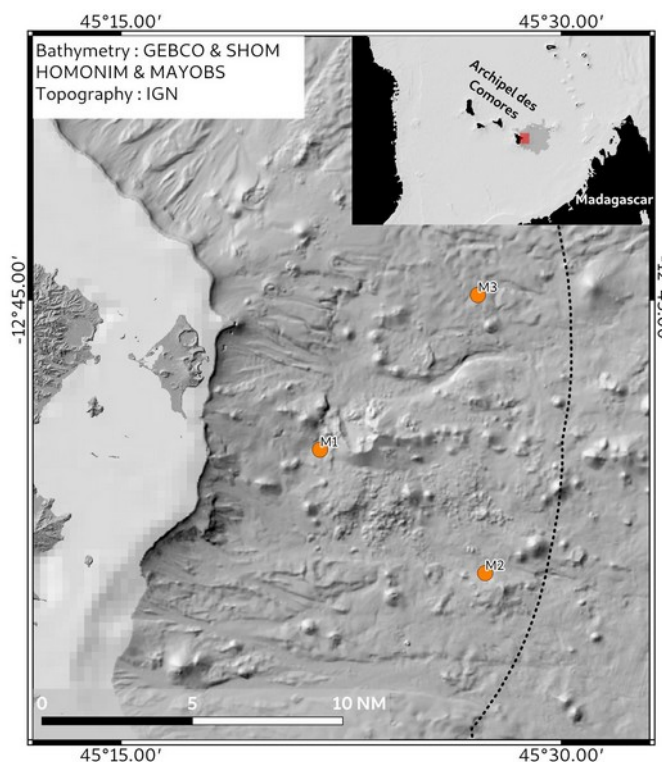 45°15.00′ 45°30.00′
Bathymetry : GEBCO & SHOM
HOMONIM & MAYOBS
Topography : IGN
Archipel des
Comores
Madagascar
-12°45.00′
M3
M1
M2
0 5 10 NM
45°15.00′ 45°30.00′